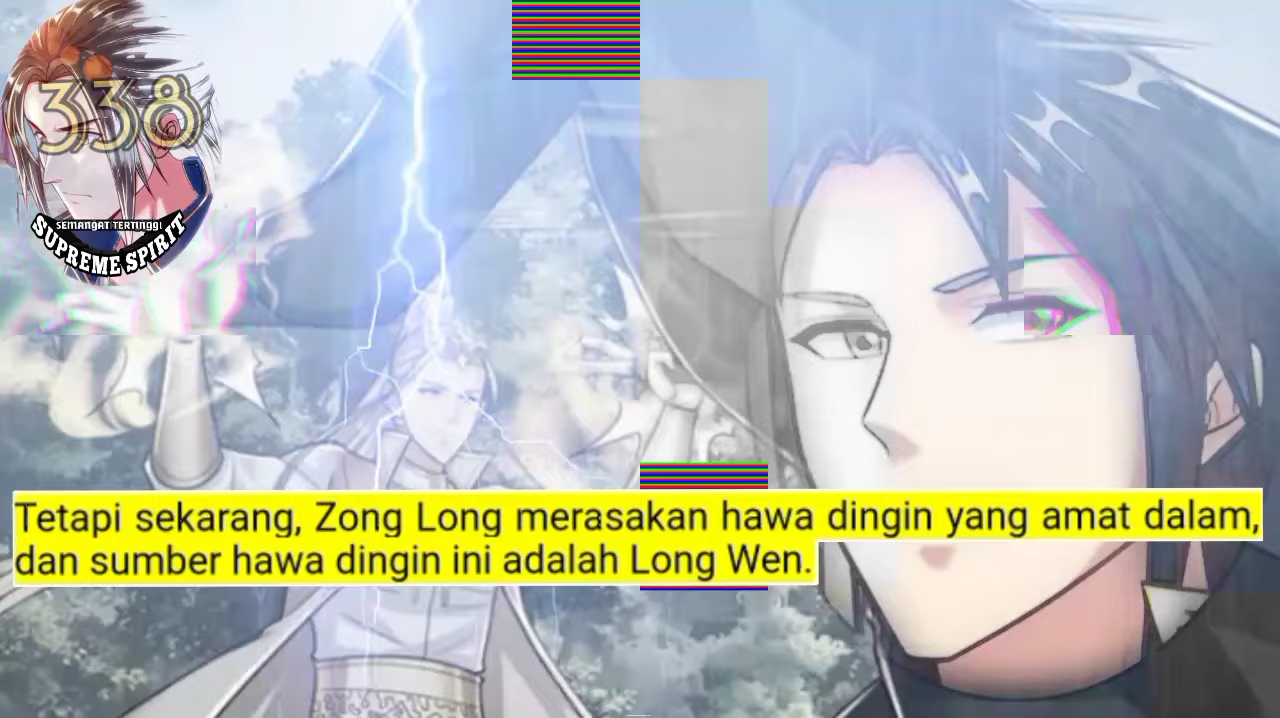 338
SEMANGAT TERTINGGI
SUPREME SPIRIT
Tetapi sekarang, Zong Long merasakan hawa dingin yang amat dalam,
dan sumber hawa dingin ini adalah Long Wen.